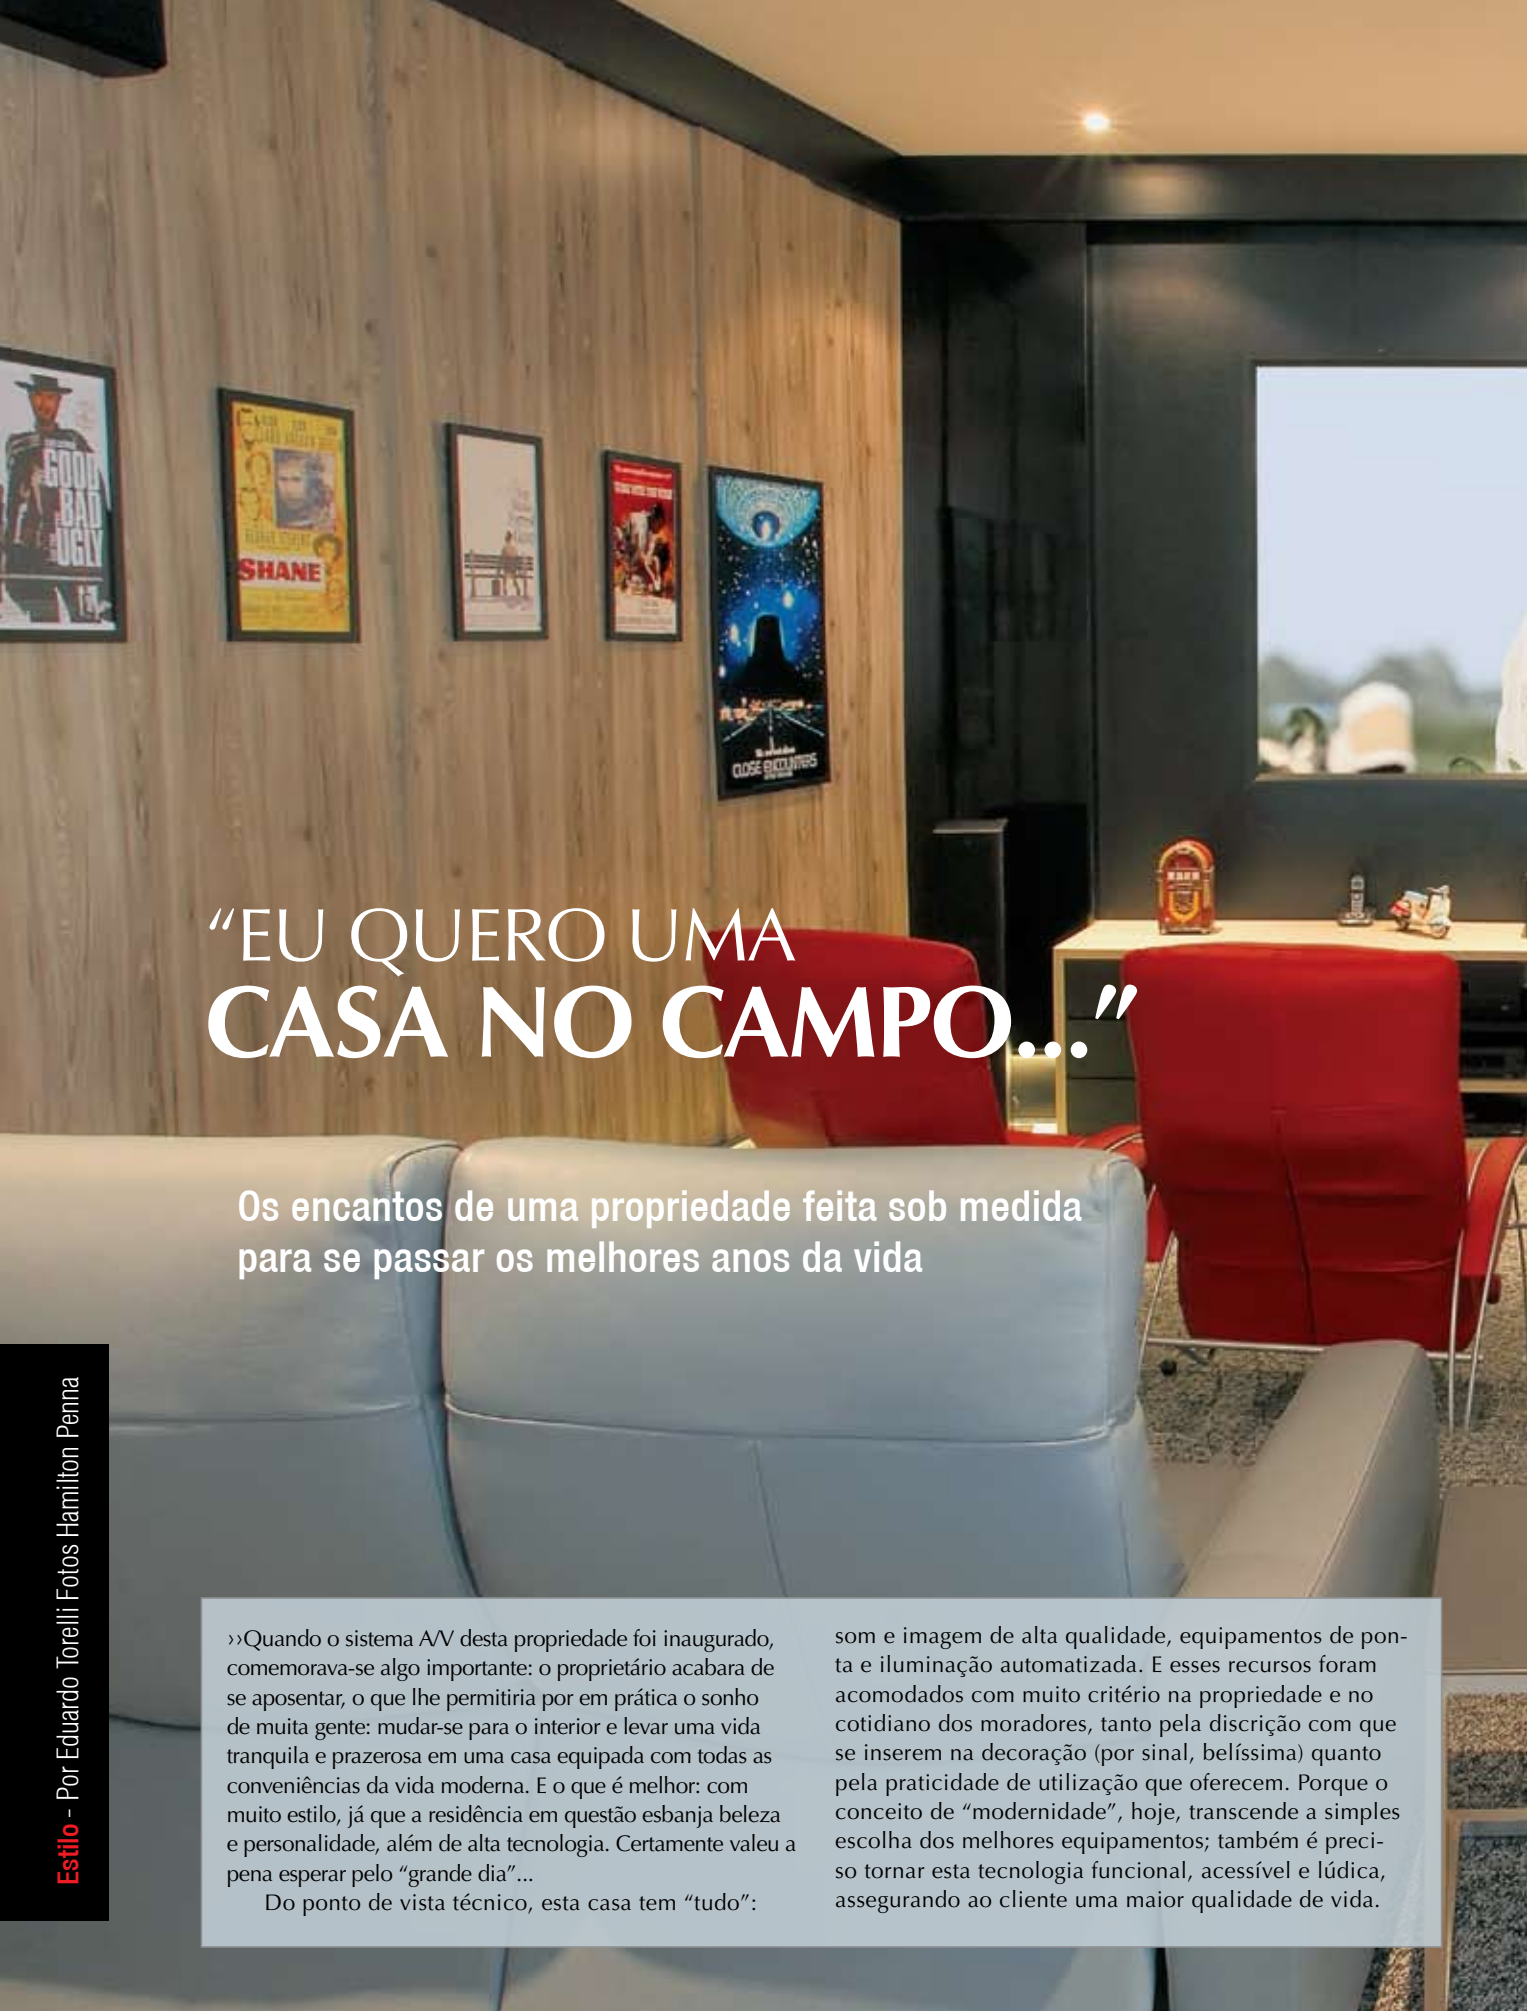 GOOD
BAD
UGLY
SHANE
CLOSE ENCOUNTERS
“EU QUERO UMA
CASA NO CAMPO...”
Os encantos de uma propriedade feita sob medida
para se passar os melhores anos da vida
Estilo - Por Eduardo Torelli Fotos Hamilton Penna
››Quando o sistema A/V desta propriedade foi inaugurado,
comemorava-se algo importante: o proprietário acabara de
se aposentar, o que lhe permitiria por em prática o sonho
de muita gente: mudar-se para o interior e levar uma vida
tranquila e prazerosa em uma casa equipada com todas as
conveniências da vida moderna. E o que é melhor: com
muito estilo, já que a residência em questão esbanja beleza
e personalidade, além de alta tecnologia. Certamente valeu a
pena esperar pelo “grande dia”...
Do ponto de vista técnico, esta casa tem “tudo”:
som e imagem de alta qualidade, equipamentos de pon-
ta e iluminação automatizada. E esses recursos foram
acomodados com muito critério na propriedade e no
cotidiano dos moradores, tanto pela discrição com que
se inserem na decoração (por sinal, belíssima) quanto
pela praticidade de utilização que oferecem. Porque o
conceito de “modernidade”, hoje, transcende a simples
escolha dos melhores equipamentos; também é preci-
so tornar esta tecnologia funcional, acessível e lúdica,
assegurando ao cliente uma maior qualidade de vida.